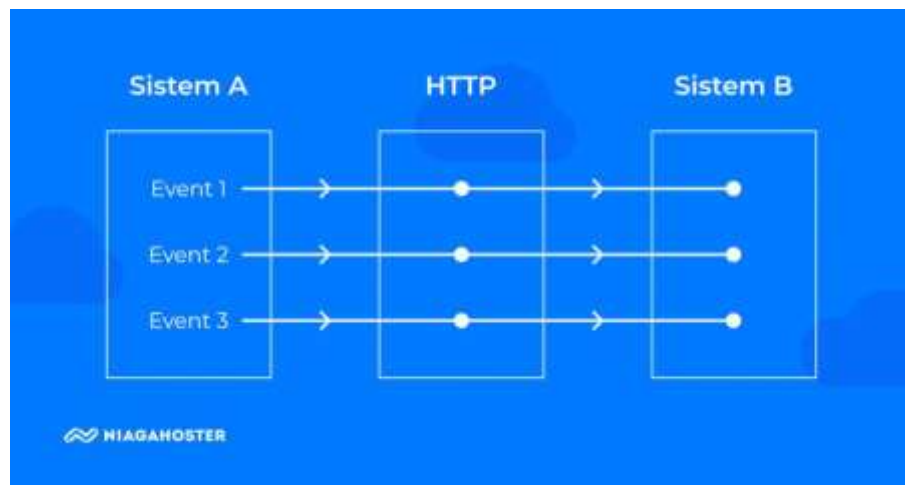 Sistem A HTTP Sistem B
Event 1
Event 2
Event 3
NIAGAHOSTER